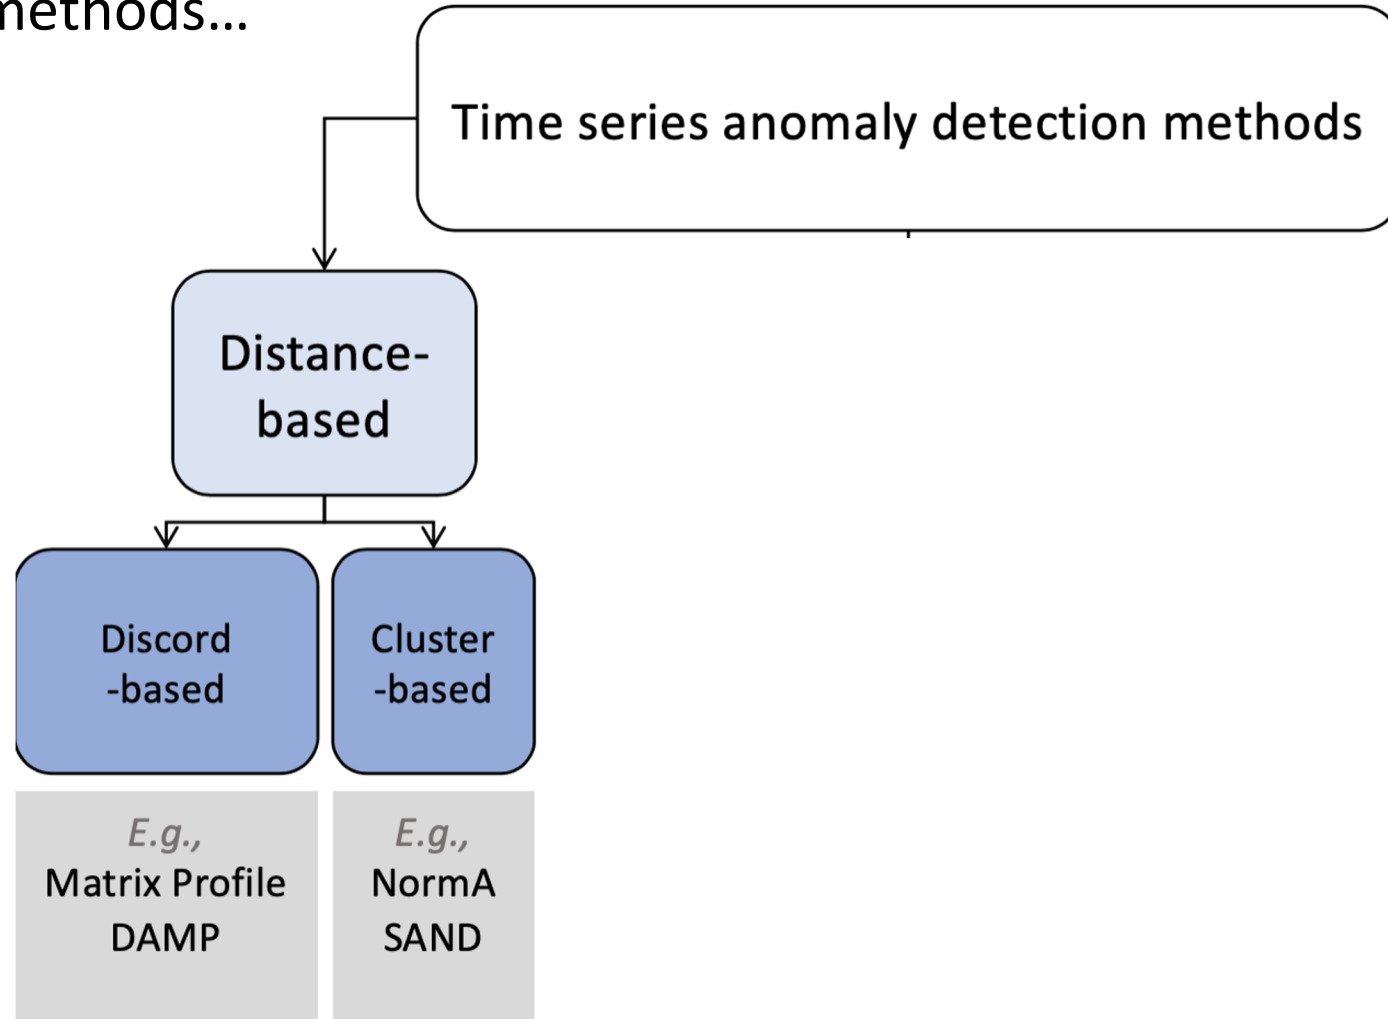 methods...
Time series anomaly detection methods
Distance-
based
Discord
-based
Cluster
-based
E.g.,
Matrix Profile
DAMP
E.g.,
NormA
SAND